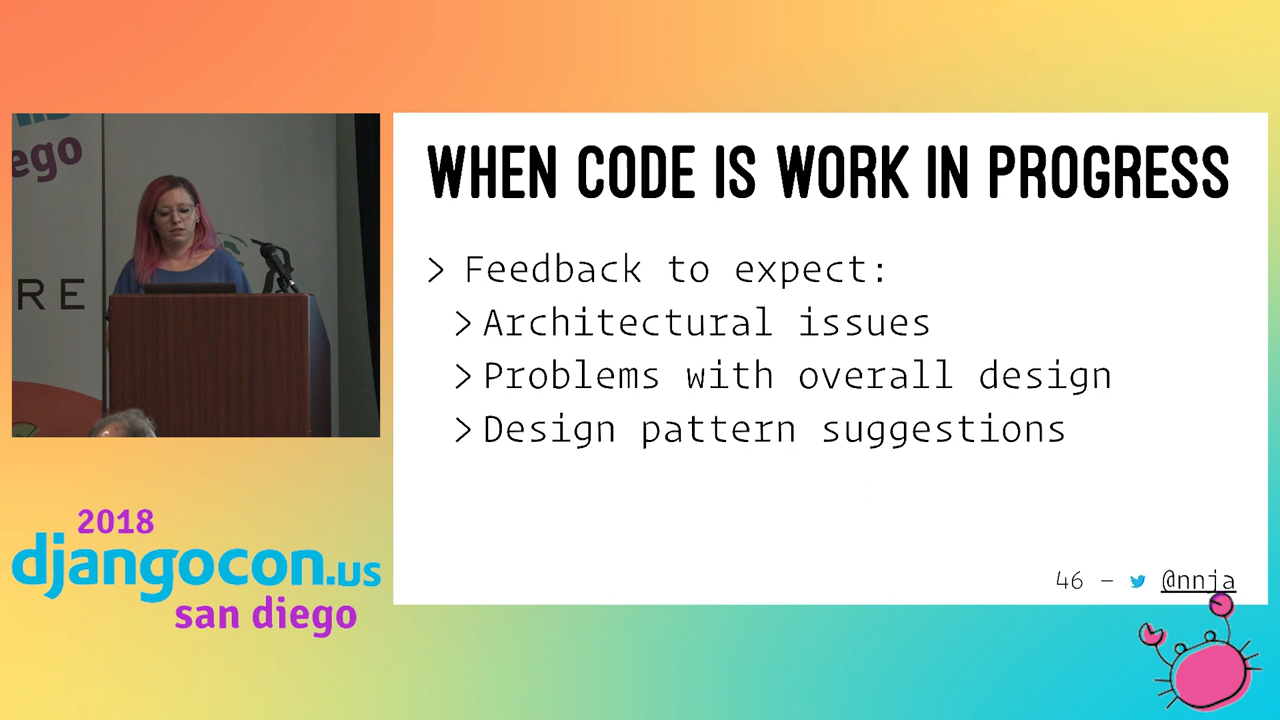 ego
RE
WHEN CODE IS WORK IN PROGRESS
> Feedback to expect:
> Architectural issues
> Problems with overall design
> Design pattern suggestions
46 – @nnja
2018
djangocon.us
san diego